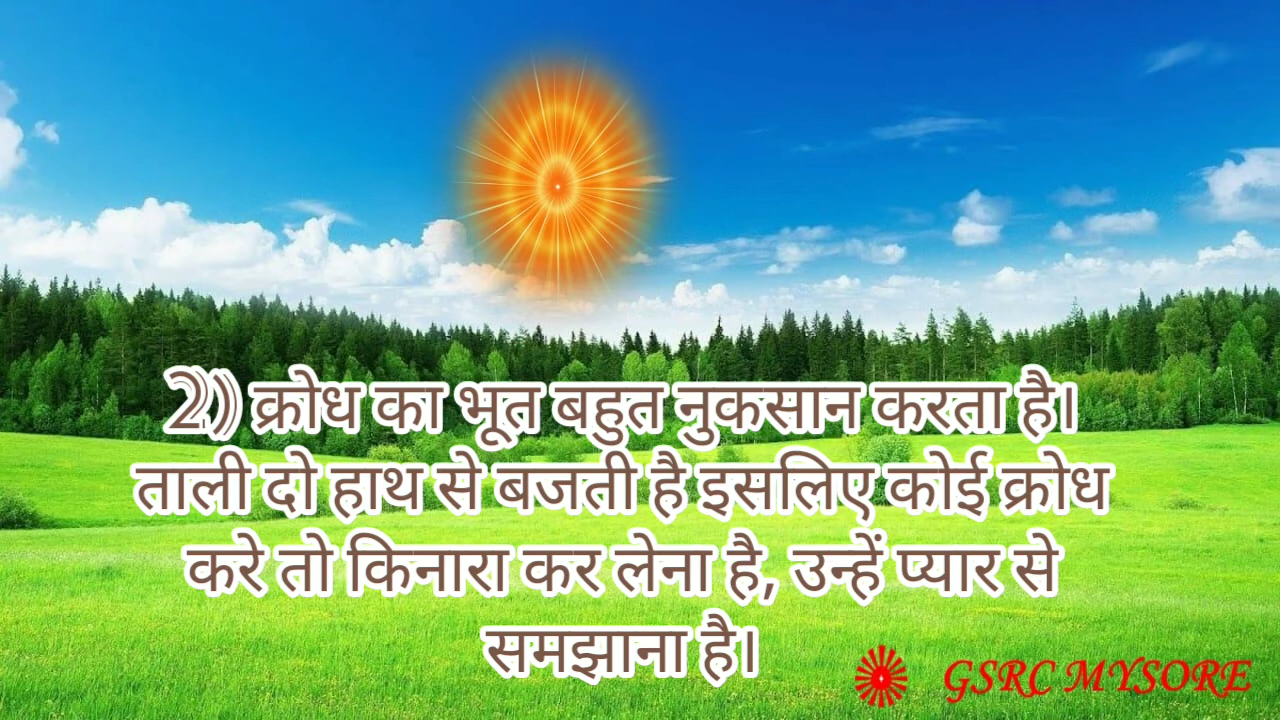 2) क्रोध का भूत बहुत नुकसान करता है।
ताली दो हाथ से बजती है इसलिए कोई क्रोध
करे तो किनारा कर लेना है, उन्हें प्यार से
समझाना है।
GSRC MYSORE